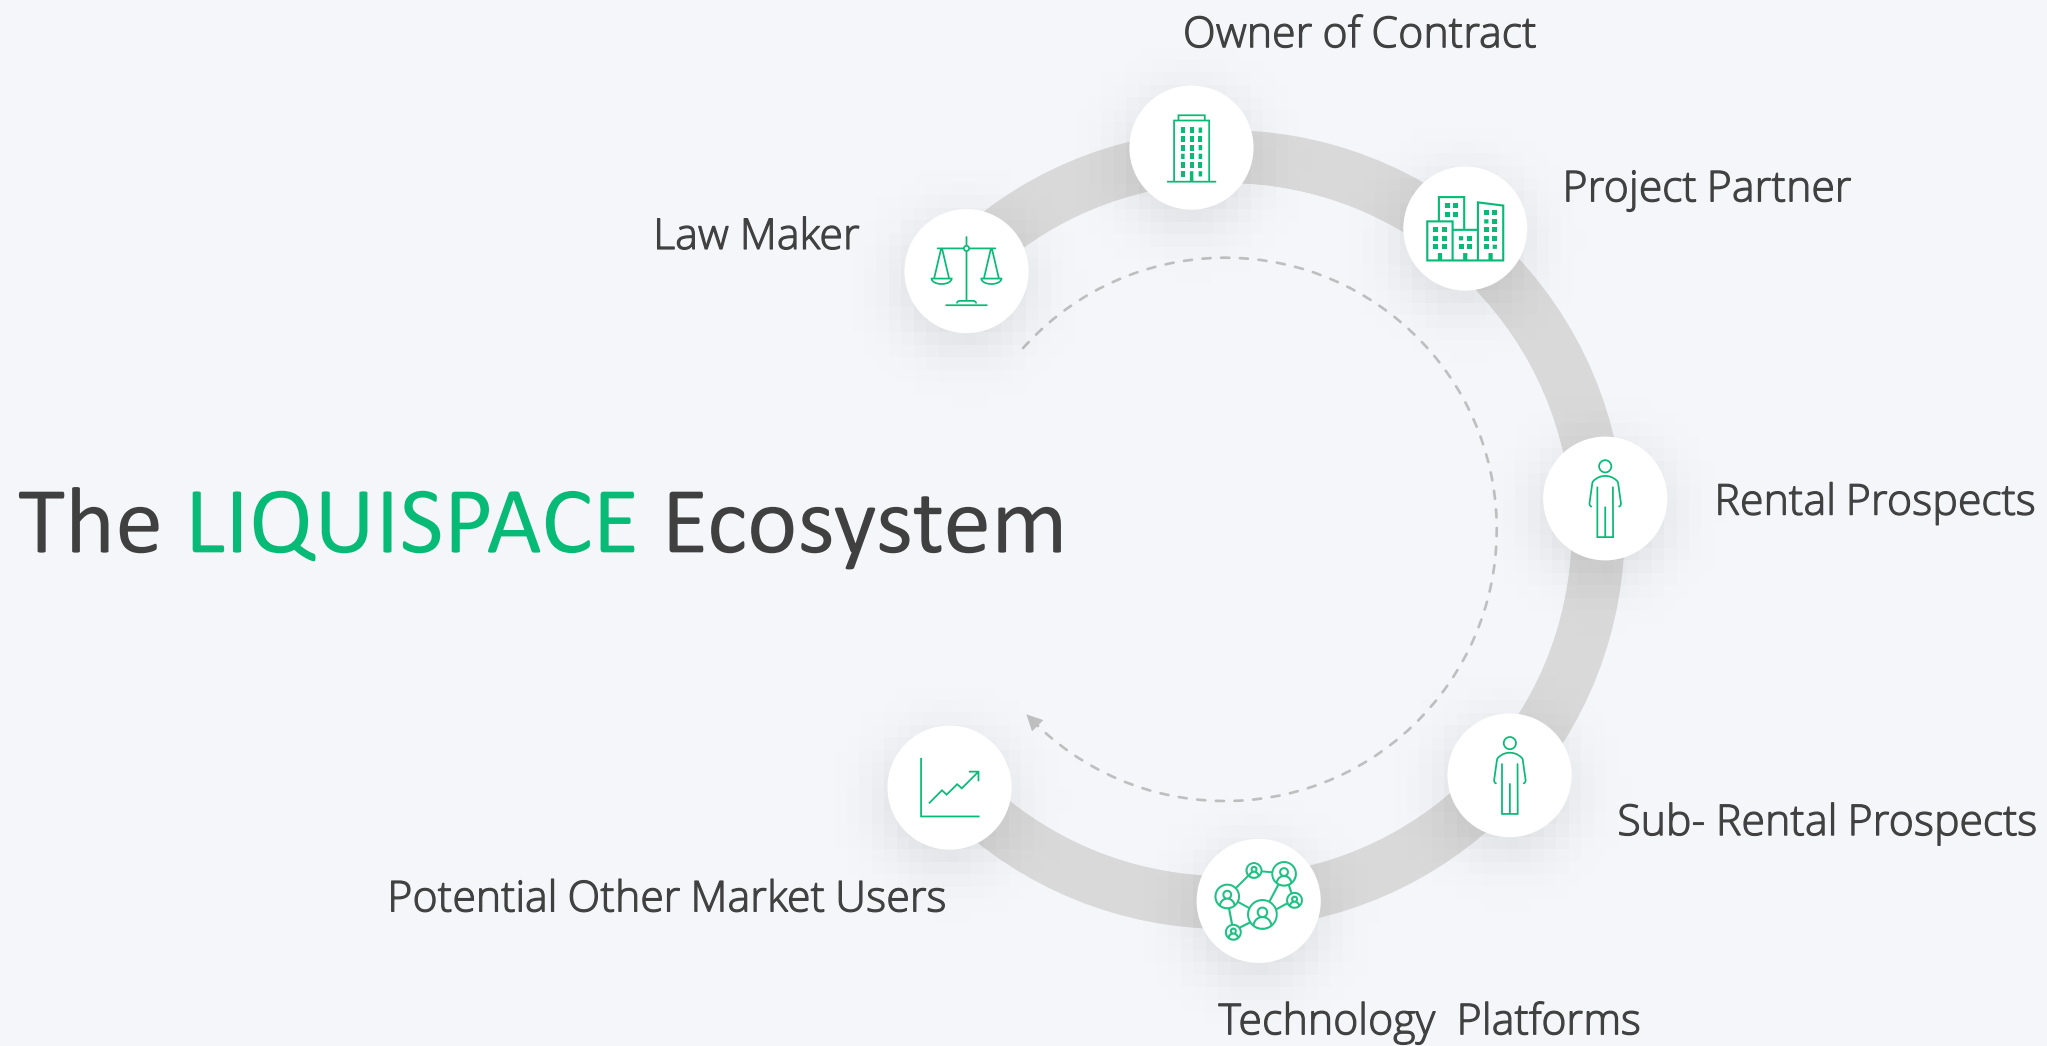 Owner of Contract
Project Partner
Law Maker
Rental Prospects
The LIQUISPACE Ecosystem
Sub- Rental Prospects
Potential Other Market Users
Technology  Platforms